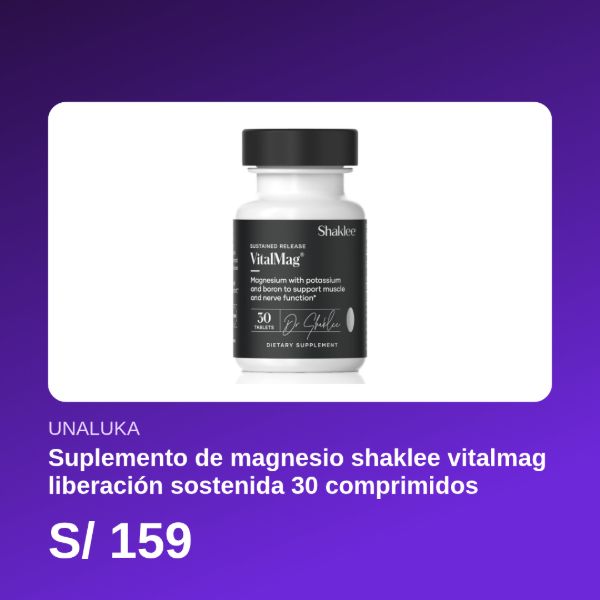 Shaklee
SUSTAINED RELEASE
VitalMag®
Magnesium with potassium
and boron to support muscle
and nerve function*
30
TABLETS
Dr Shaklee
DIETARY SUPPLEMENT
UNALUKA
Suplemento de magnesio shaklee vitalmag
liberación sostenida 30 comprimidos
S/ 159